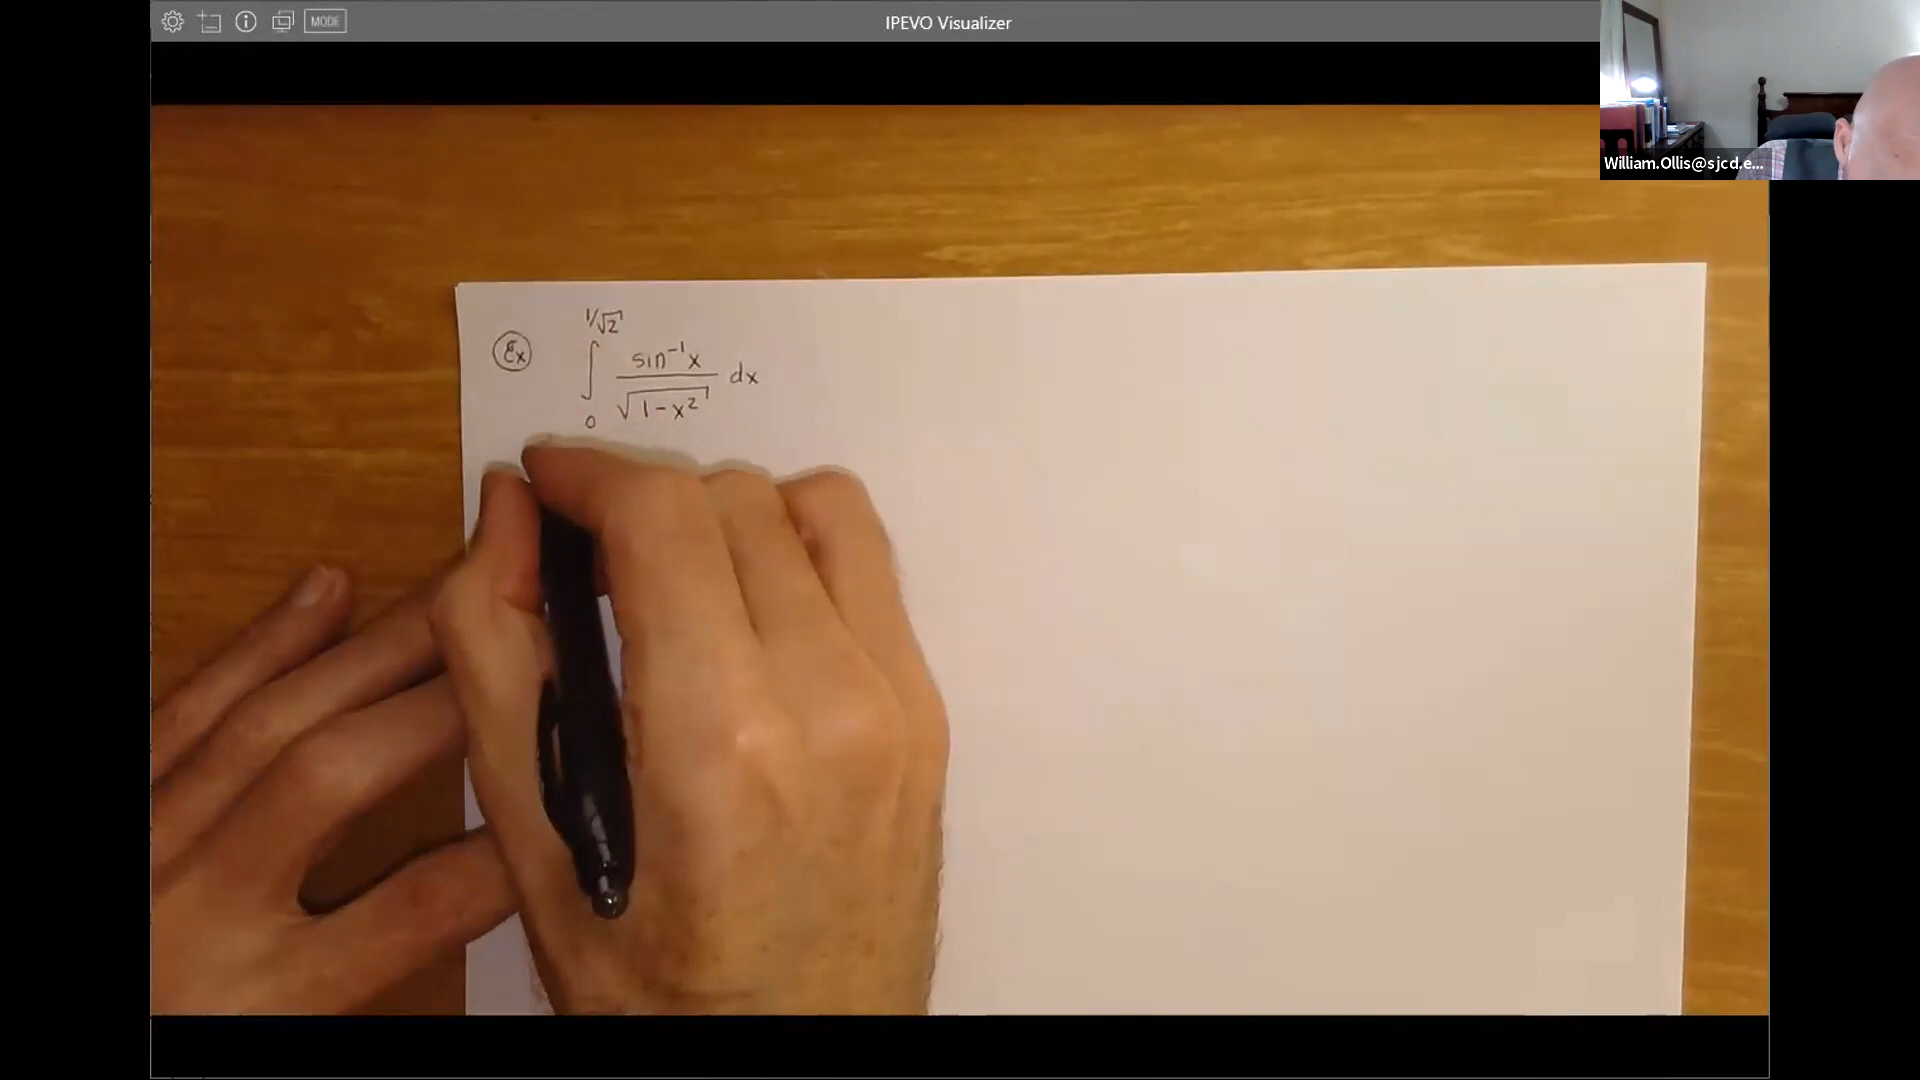 MODE
IPEVO Visualizer
William.Ollis@sjcd.e...
Ex
1/√2
∫ sin⁻¹x / √(1-x²) dx
0